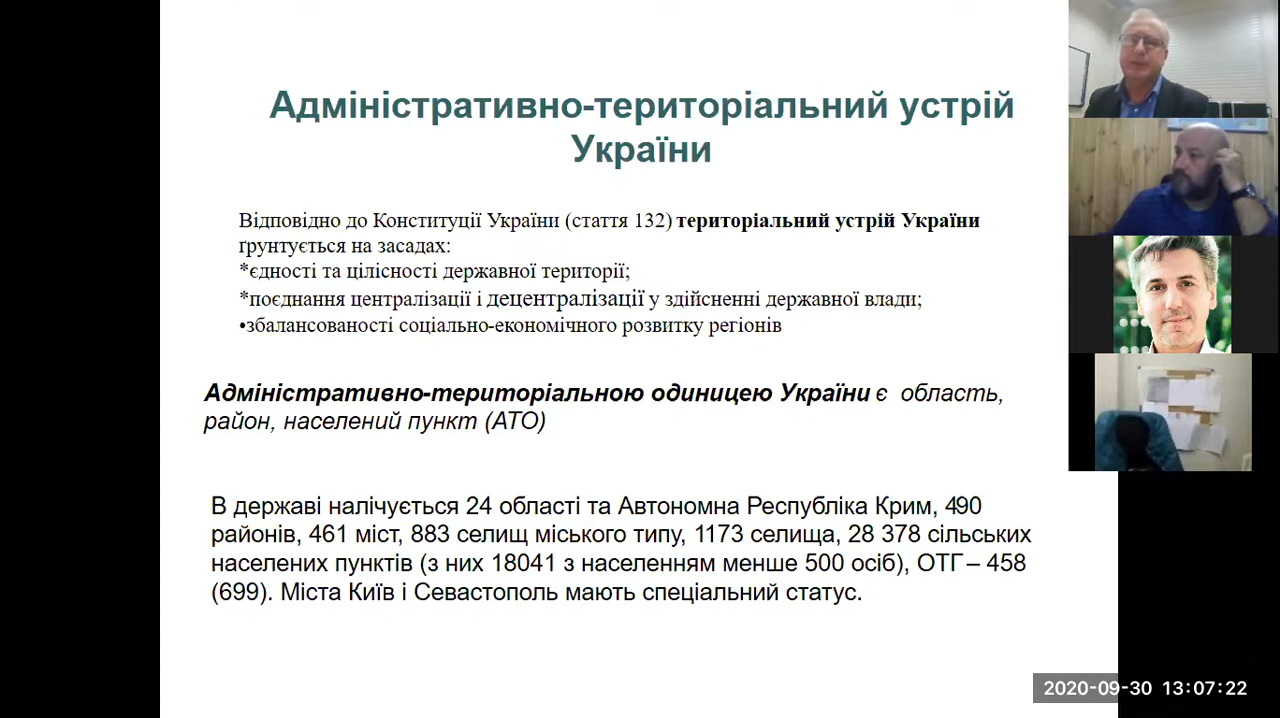 Адміністративно-територіальний устрій
України
Відповідно до Конституції України (стаття 132) територіальний устрій України
ґрунтується на засадах:
*єдності та цілісності державної території;
*поєднання централізації і децентралізації у здійсненні державної влади;
•збалансованості соціально-економічного розвитку регіонів
Адміністративно-територіальною одиницею України є область,
район, населений пункт (АТО)
В державі налічується 24 області та Автономна Республіка Крим, 490
районів, 461 міст, 883 селищ міського типу, 1173 селища, 28 378 сільських
населених пунктів (з них 18041 з населенням менше 500 осіб), ОТГ – 458
(699). Міста Київ і Севастополь мають спеціальний статус.
2020-09-30 13:07:22